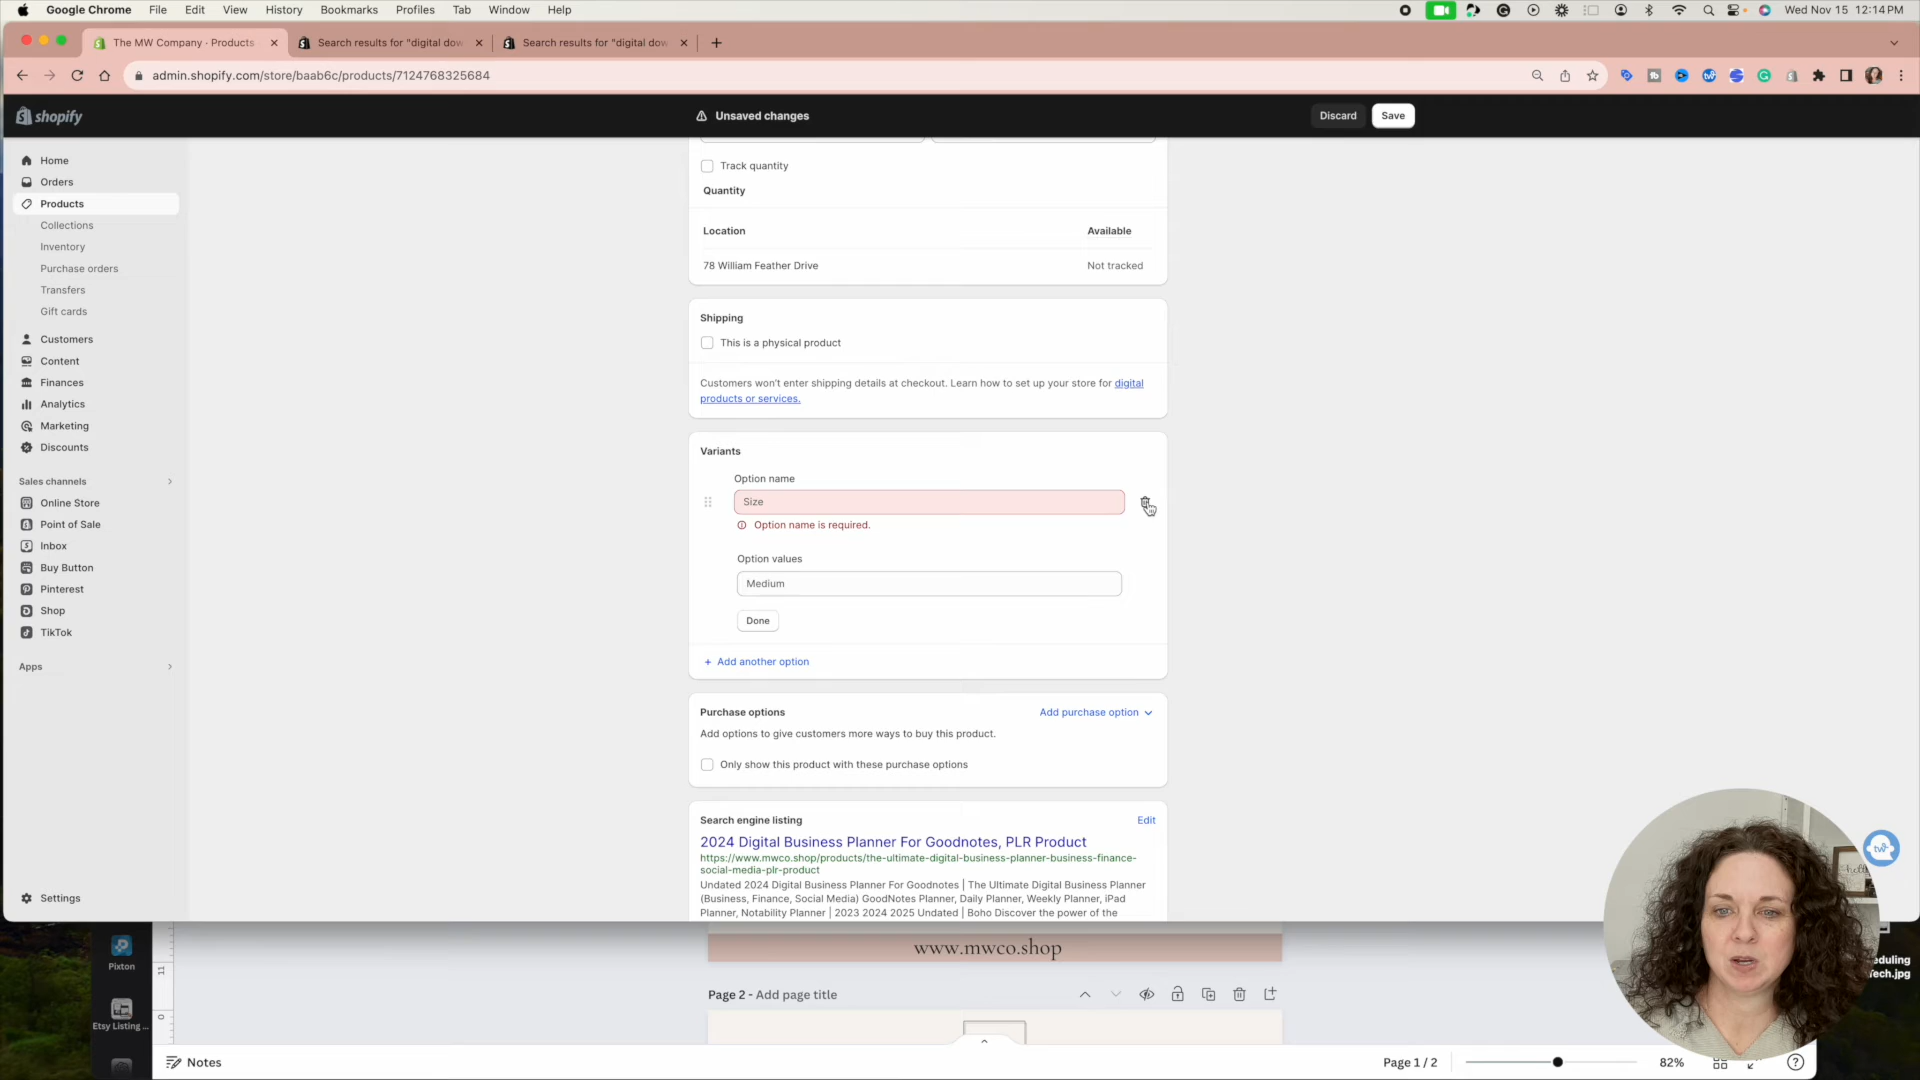 Google Chrome File Edit View History Bookmarks Profiles Tab Window Help Wed Nov 15 12:14 PM
The MW Company · Products Search results for "digital dow Search results for "digital dow
admin.shopify.com/store/baab6c/products/7124768325684
shopify Unsaved changes Discard Save
Home
Orders
Products
Collections
Inventory
Purchase orders
Transfers
Gift cards
Customers
Content
Finances
Analytics
Marketing
Discounts
Sales channels
Online Store
Point of Sale
Inbox
Buy Button
Pinterest
Shop
TikTok
Apps
Settings
Track quantity
Quantity
Location Available
78 William Feather Drive Not tracked
Shipping
This is a physical product
Customers won't enter shipping details at checkout. Learn how to set up your store for digital
products or services.
Variants
Option name
Size
Option name is required.
Option values
Medium
Done
+ Add another option
Purchase options Add purchase option
Add options to give customers more ways to buy this product.
Only show this product with these purchase options
Search engine listing Edit
2024 Digital Business Planner For Goodnotes, PLR Product
https://www.mwco.shop/products/the-ultimate-digital-business-planner-business-finance-
social-media-plr-product
Undated 2024 Digital Business Planner For Goodnotes | The Ultimate Digital Business Planner
(Business, Finance, Social Media) GoodNotes Planner, Daily Planner, Weekly Planner, iPad
Planner, Notability Planner | 2023 2024 2025 Undated | Boho Discover the power of the
www.mwco.shop
Pixton
Page 2 - Add page title
Etsy Listing ...
eduling
Tech.jpg
Notes Page 1 / 2 82%